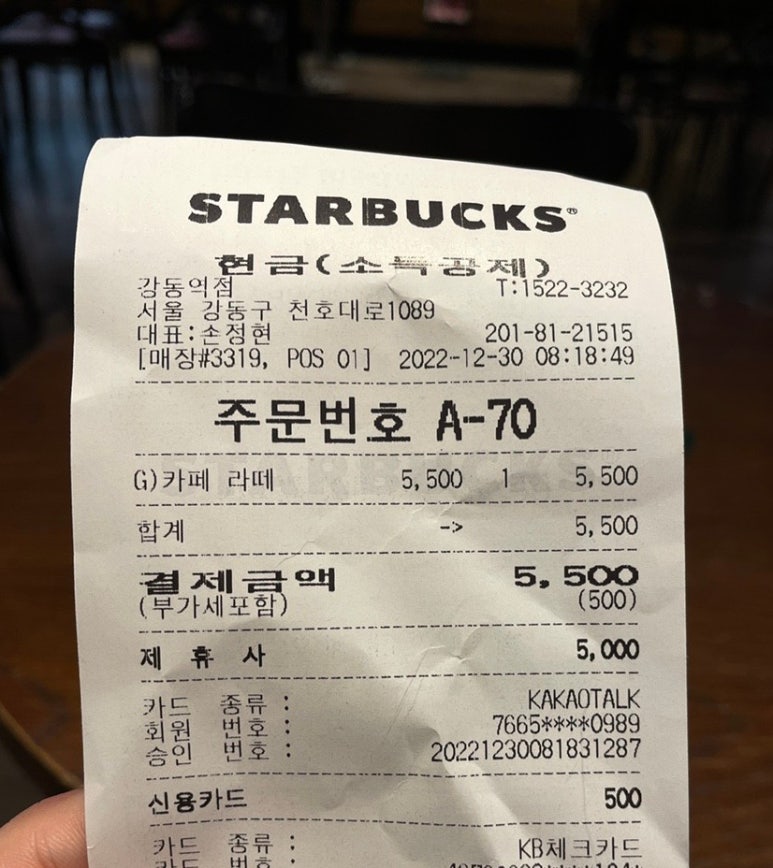 STARBUCKS®
현금(소득공제)
강동역점 T:1522-3232
서울 강동구 천호대로1089
대표:손정현 201-81-21515
[매장#3319, POS 01] 2022-12-30 08:18:49
주문번호 A-70
G)카페 라떼 5,500 1 5,500
합계 -> 5,500
결제금액 5,500
(부가세포함) (500)
제 휴 사 5,000
카드 종류 : KAKAOTALK
회원 번호 : 7665****0989
승인 번호 : 20221230081831287
신용카드 500
카드 종류 : KB체크카드
카드 번호 :